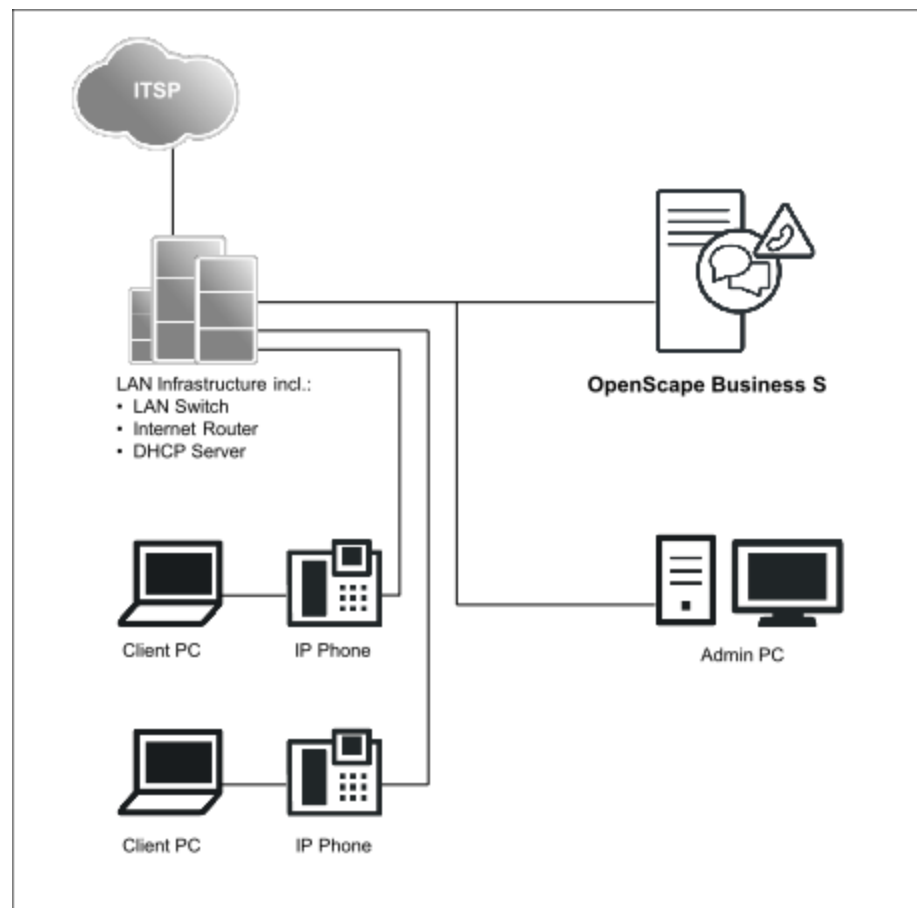 ITSP
LAN Infrastructure incl.:
• LAN Switch
• Internet Router
• DHCP Server
OpenScape Business S
Client PC
IP Phone
Admin PC
Client PC
IP Phone